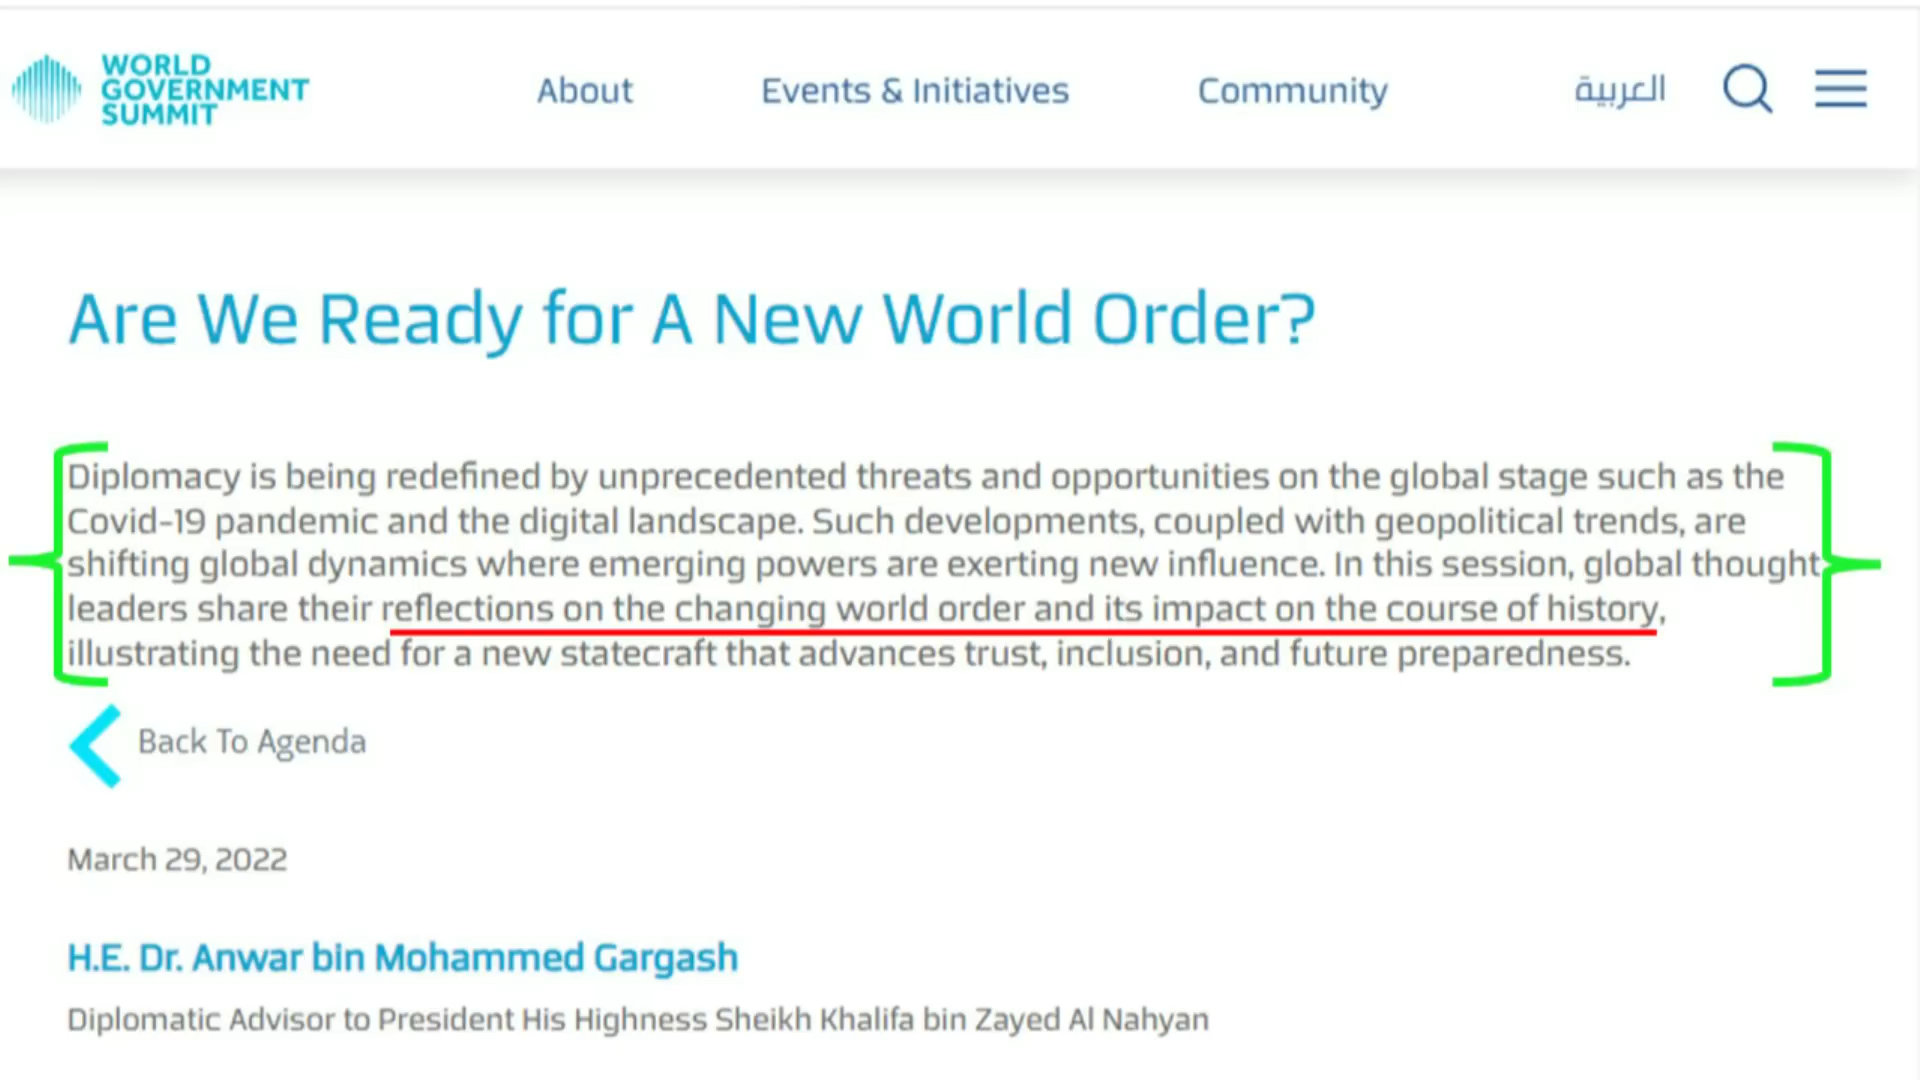 WORLD
GOVERNMENT
SUMMIT
About
Events & Initiatives
Community
العربية
Are We Ready for A New World Order?
Diplomacy is being redefined by unprecedented threats and opportunities on the global stage such as the
Covid-19 pandemic and the digital landscape. Such developments, coupled with geopolitical trends, are
shifting global dynamics where emerging powers are exerting new influence. In this session, global thought
leaders share their reflections on the changing world order and its impact on the course of history,
illustrating the need for a new statecraft that advances trust, inclusion, and future preparedness.
Back To Agenda
March 29, 2022
H.E. Dr. Anwar bin Mohammed Gargash
Diplomatic Advisor to President His Highness Sheikh Khalifa bin Zayed Al Nahyan